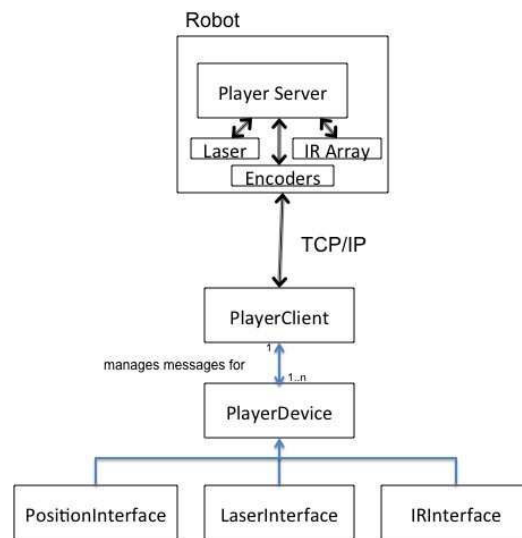 Robot
Player Server
Laser
IR Array
Encoders
TCP/IP
PlayerClient
1
manages messages for
1..n
PlayerDevice
PositionInterface
LaserInterface
IRInterface